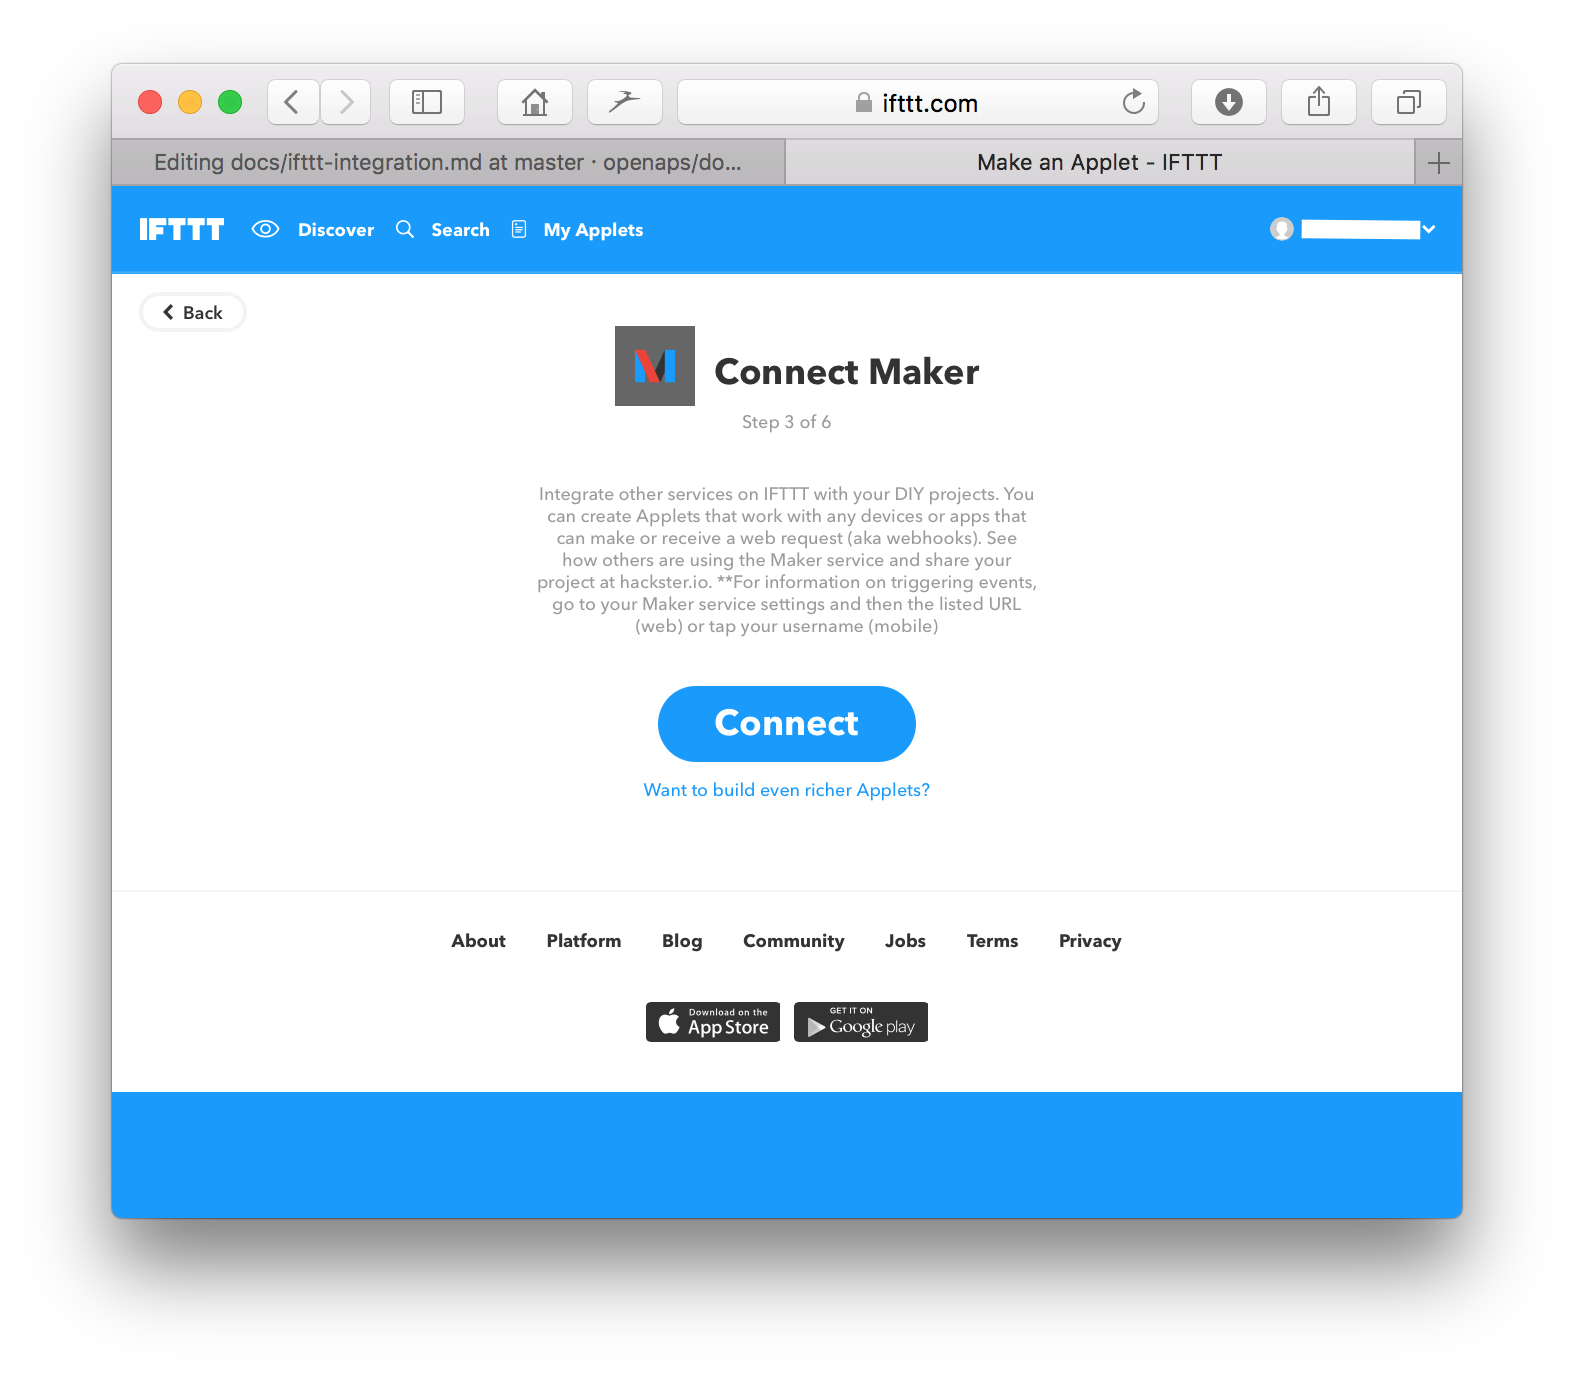 ifttt.com
Editing docs/ifttt-integration.md at master · openaps/do...
Make an Applet - IFTTT
IFTTT Discover Search My Applets
Back
M
Connect Maker
Step 3 of 6
Integrate other services on IFTTT with your DIY projects. You
can create Applets that work with any devices or apps that
can make or receive a web request (aka webhooks). See
how others are using the Maker service and share your
project at hackster.io. **For information on triggering events,
go to your Maker service settings and then the listed URL
(web) or tap your username (mobile)
Connect
Want to build even richer Applets?
About Platform Blog Community Jobs Terms Privacy
Download on the
App Store
GET IT ON
Google play